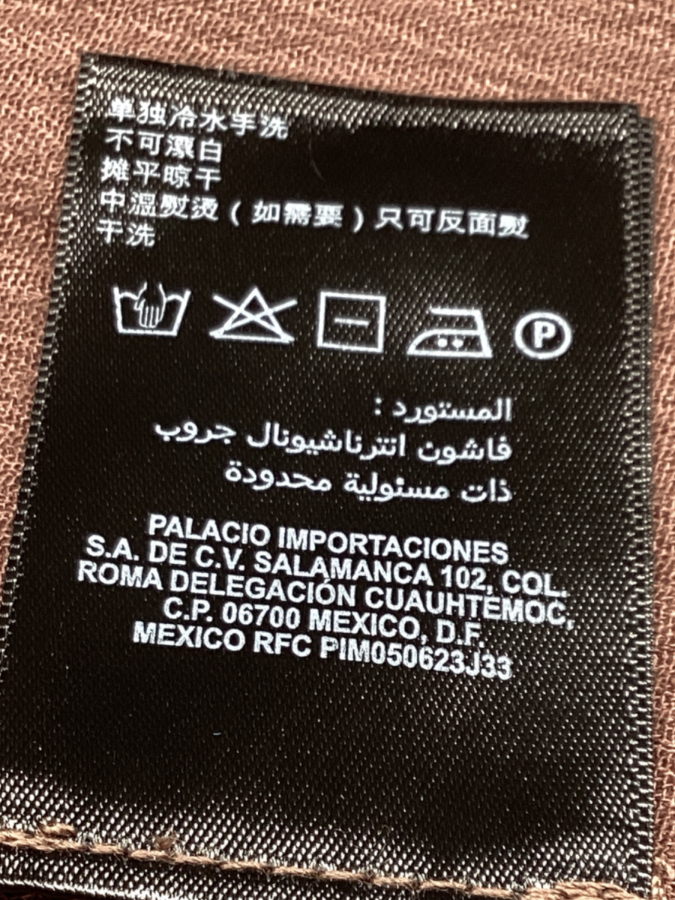 单独冷水手洗
不可漂白
摊平晾干
中溫熨烫 ( 如需要 ) 只可反面熨
干洗
P
المستورد :
فاشون انترناشيونال جروب
ذات مسئولية محدودة
PALACIO IMPORTACIONES
S.A. DE C.V. SALAMANCA 102, COL.
ROMA DELEGACIÓN CUAUHTEMOC,
C.P. 06700 MEXICO, D.F.
MEXICO RFC PIM050623J33